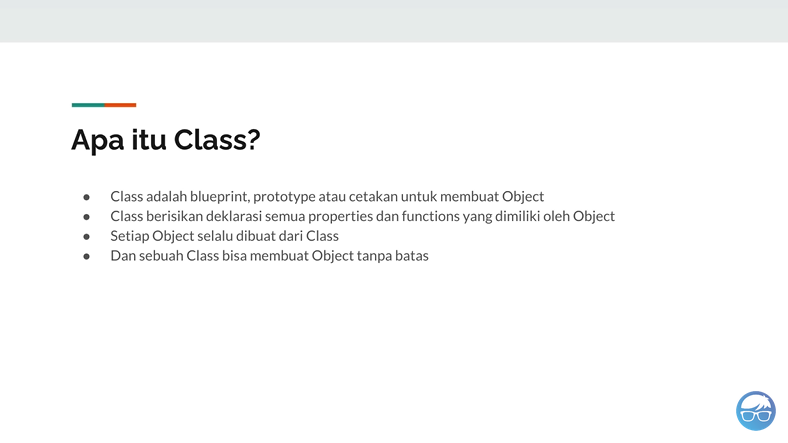 Apa itu Class?
● Class adalah blueprint, prototype atau cetakan untuk membuat Object
● Class berisikan deklarasi semua properties dan functions yang dimiliki oleh Object
● Setiap Object selalu dibuat dari Class
● Dan sebuah Class bisa membuat Object tanpa batas